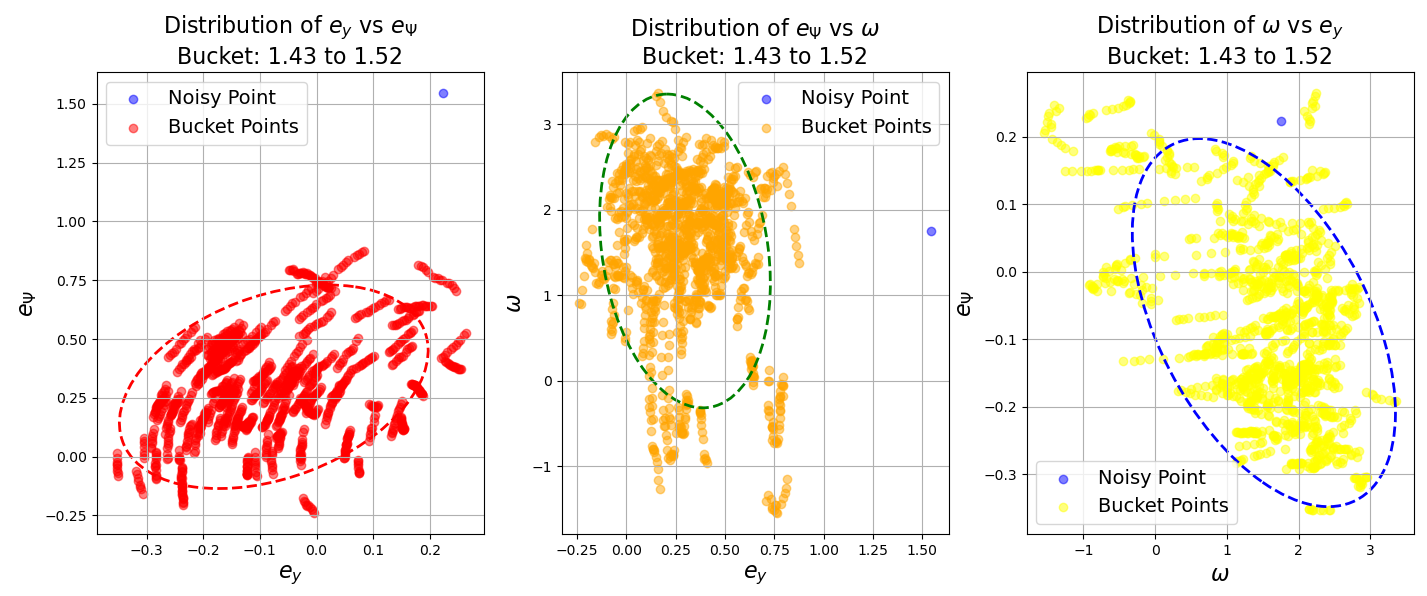 Distribution of e_y vs e_Ψ
Bucket: 1.43 to 1.52
Noisy Point
Bucket Points
1.50
1.25
1.00
0.75
0.50
0.25
0.00
−0.25
e_Ψ
−0.3
−0.2
−0.1
0.0
0.1
0.2
e_y
Distribution of e_Ψ vs ω
Bucket: 1.43 to 1.52
Noisy Point
Bucket Points
3
2
1
0
−1
ω
−0.25
0.00
0.25
0.50
0.75
1.00
1.25
1.50
e_y
Distribution of ω vs e_y
Bucket: 1.43 to 1.52
0.2
0.1
0.0
−0.1
−0.2
−0.3
e_Ψ
Noisy Point
Bucket Points
−1
0
1
2
3
ω